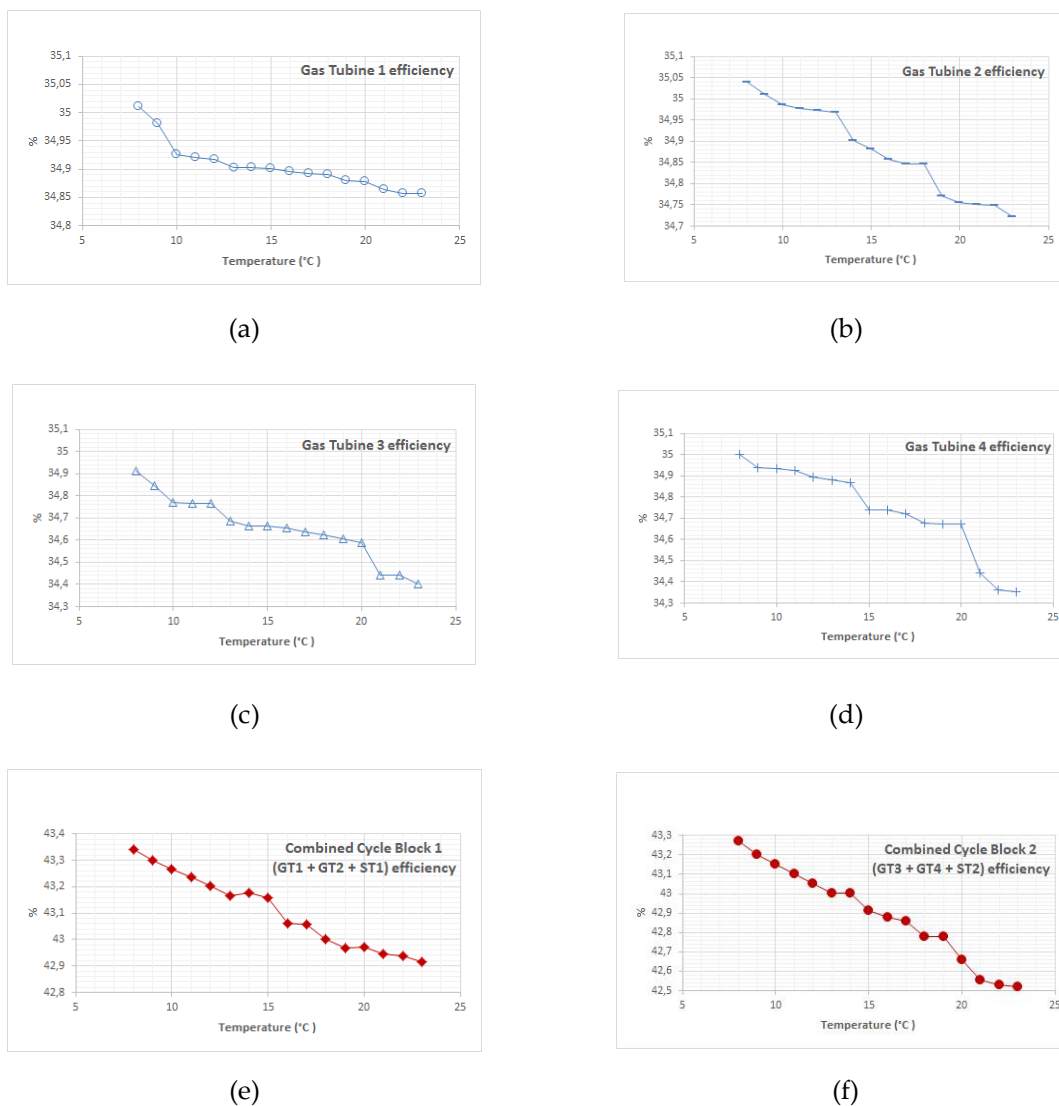 Gas Tubine 1 efficiency
35,1
35,05
35
34,95
34,9
34,85
34,8
%
5 10 15 20 25
Temperature (°C )
(a)
Gas Tubine 2 efficiency
35,1
35,05
35
34,95
34,9
34,85
34,8
34,75
34,7
%
5 10 15 20 25
Temperature (°C )
(b)
Gas Tubine 3 efficiency
35,1
35
34,9
34,8
34,7
34,6
34,5
34,4
34,3
%
5 10 15 20 25
Temperature (°C )
(c)
Gas Tubine 4 efficiency
35,1
35
34,9
34,8
34,7
34,6
34,5
34,4
34,3
%
5 10 15 20 25
Temperature (°C )
(d)
Combined Cycle Block 1
(GT1 + GT2 + ST1) efficiency
43,4
43,3
43,2
43,1
43
42,9
42,8
%
5 10 15 20 25
Temperature (°C )
(e)
Combined Cycle Block 2
(GT3 + GT4 + ST2) efficiency
43,3
43,2
43,1
43
42,9
42,8
42,7
42,6
42,5
%
5 10 15 20 25
Temperature (°C )
(f)